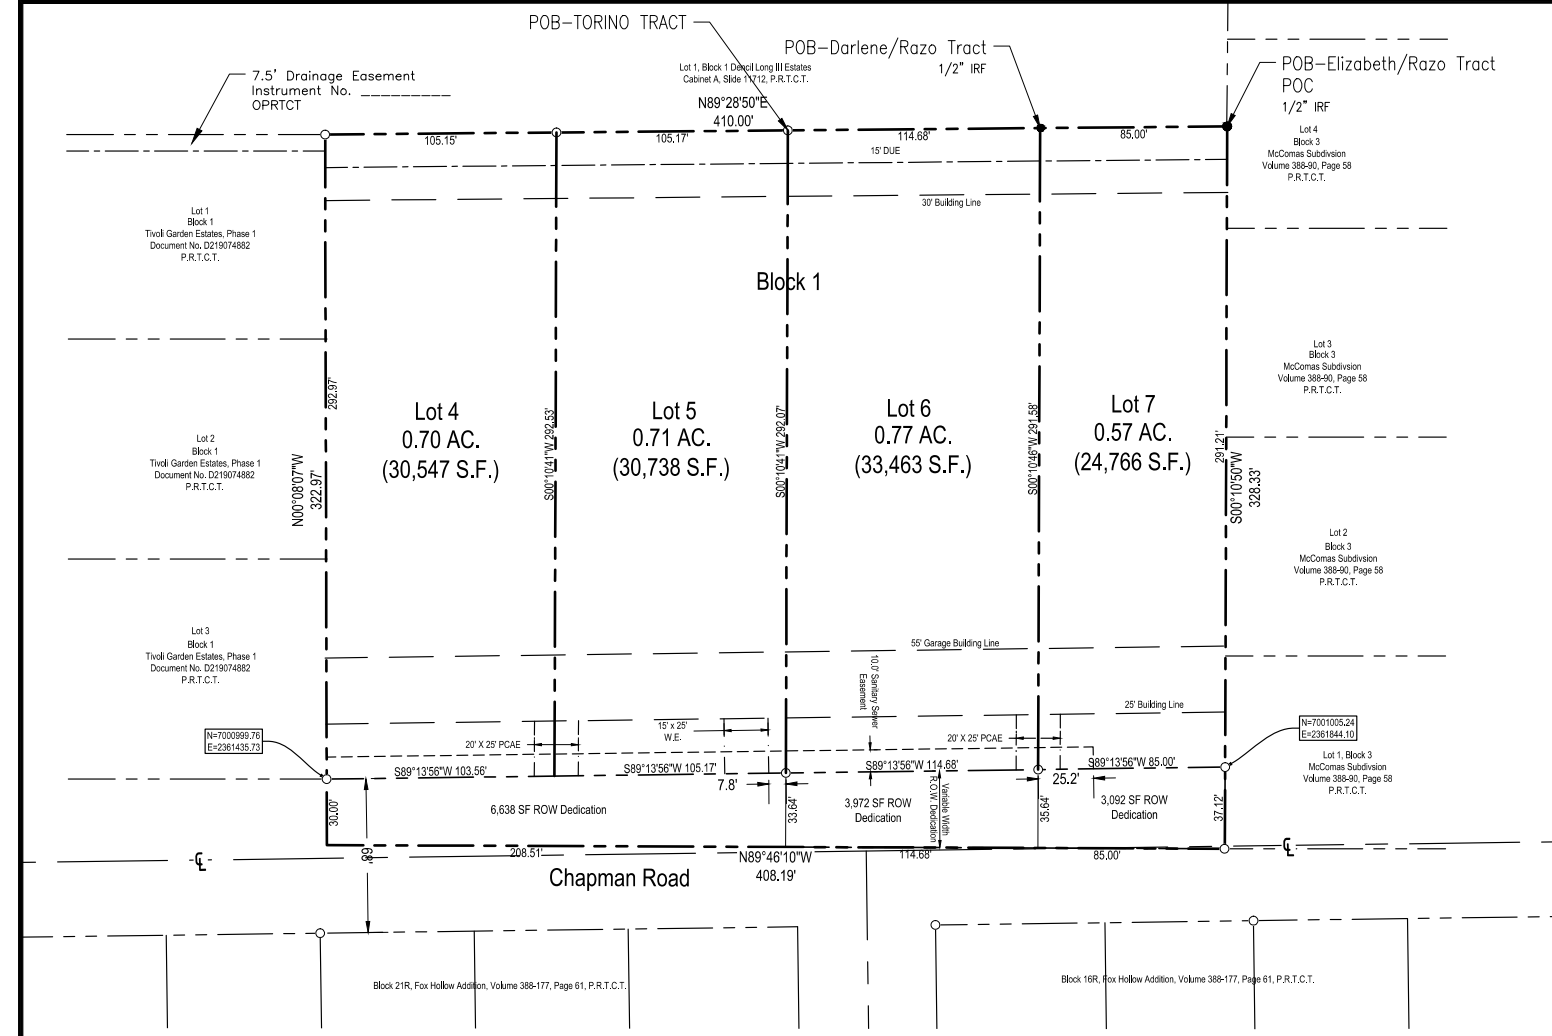 POB-TORINO TRACT
POB-Darlene/Razo Tract
1/2" IRF
POB-Elizabeth/Razo Tract
POC
1/2" IRF
7.5' Drainage Easement
Instrument No. _________
OPRTCT
Lot 1, Block 1 Dencil Long III Estates
Cabinet A, Slide 11712, P.R.T.C.T.
N89°28'50"E
410.00'
105.15'
105.17'
114.68'
85.00'
15' DUE
30' Building Line
Lot 4
Block 3
McComas Subdivsion
Volume 388-90, Page 58
P.R.T.C.T.
Lot 1
Block 1
Tivoli Garden Estates, Phase 1
Document No. D219074882
P.R.T.C.T.
Block 1
Lot 3
Block 3
McComas Subdivsion
Volume 388-90, Page 58
P.R.T.C.T.
292.97'
N00°08'07"W
322.97'
Lot 4
0.70 AC.
(30,547 S.F.)
S00°10'41"W 292.53'
Lot 5
0.71 AC.
(30,738 S.F.)
S00°10'41"W 292.07'
Lot 6
0.77 AC.
(33,463 S.F.)
S00°10'46"W 291.58'
Lot 7
0.57 AC.
(24,766 S.F.)
291.21'
S00°10'50"W
328.33'
Lot 2
Block 1
Tivoli Garden Estates, Phase 1
Document No. D219074882
P.R.T.C.T.
Lot 2
Block 3
McComas Subdivsion
Volume 388-90, Page 58
P.R.T.C.T.
Lot 3
Block 1
Tivoli Garden Estates, Phase 1
Document No. D219074882
P.R.T.C.T.
55' Garage Building Line
10.0' Sanitary Sewer
Easement
25' Building Line
N=7000999.76
E=2361435.73
20' X 25' PCAE
15' x 25'
W.E.
20' X 25' PCAE
N=7001005.24
E=2361844.10
Lot 1, Block 3
McComas Subdivsion
Volume 388-90, Page 58
P.R.T.C.T.
S89°13'56"W 103.56'
S89°13'56"W 105.17'
S89°13'56"W 114.68'
S89°13'56"W 85.00'
7.8'
25.2'
30.00'
6,638 SF ROW Dedication
33.64'
3,972 SF ROW
Dedication
Variable Width
R.O.W. Dedication
35.64'
3,092 SF ROW
Dedication
37.12'
68'
208.51'
N89°46'10"W
408.19'
114.68'
85.00'
Chapman Road
Block 21R, Fox Hollow Addition, Volume 388-177, Page 61, P.R.T.C.T.
Block 16R, Fox Hollow Addition, Volume 388-177, Page 61, P.R.T.C.T.